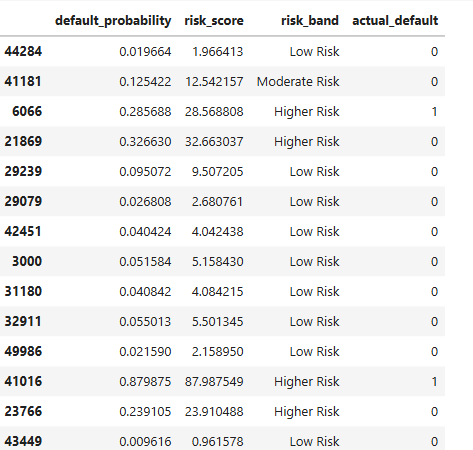 default_probability risk_score risk_band actual_default
44284 0.019664 1.966413 Low Risk 0
41181 0.125422 12.542157 Moderate Risk 0
6066 0.285688 28.568808 Higher Risk 1
21869 0.326630 32.663037 Higher Risk 0
29239 0.095072 9.507205 Low Risk 0
29079 0.026808 2.680761 Low Risk 0
42451 0.040424 4.042438 Low Risk 0
3000 0.051584 5.158430 Low Risk 0
31180 0.040842 4.084215 Low Risk 0
32911 0.055013 5.501345 Low Risk 0
49986 0.021590 2.158950 Low Risk 0
41016 0.879875 87.987549 Higher Risk 1
23766 0.239105 23.910488 Higher Risk 0
43449 0.009616 0.961578 Low Risk 0